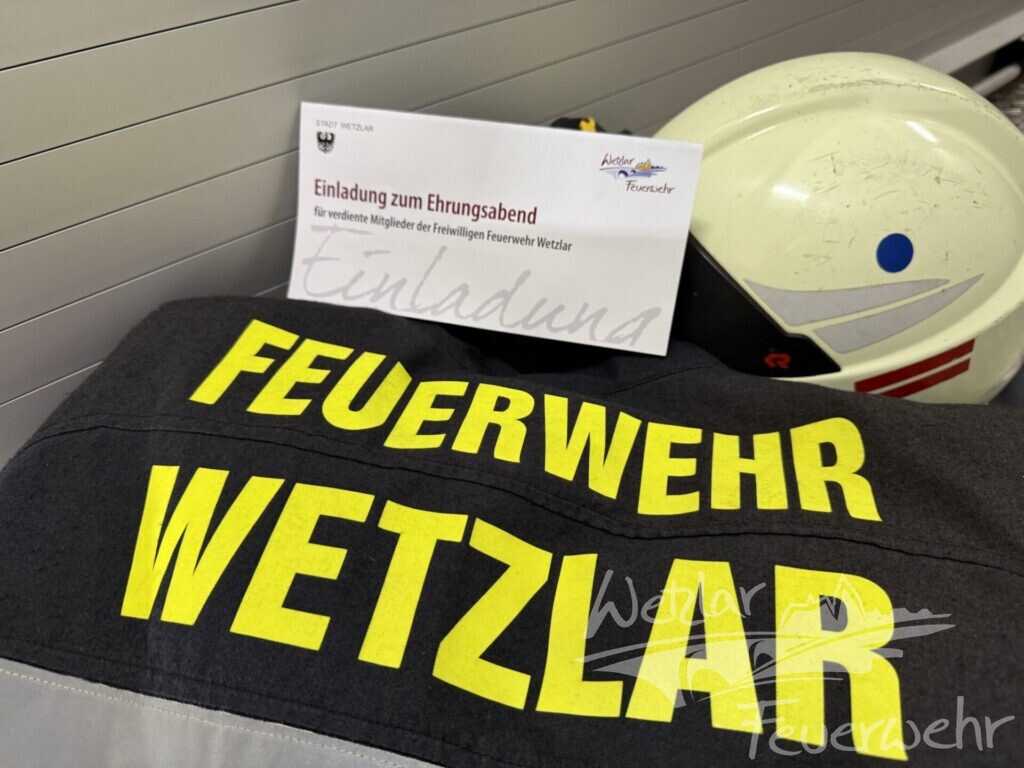 STADT WETZLAR
Wetzlar
Feuerwehr
Einladung zum Ehrungsabend
für verdiente Mitglieder der Freiwilligen Feuerwehr Wetzlar
Einladung
FEUERWEHR
WETZLAR
Wetzlar
Feuerwehr